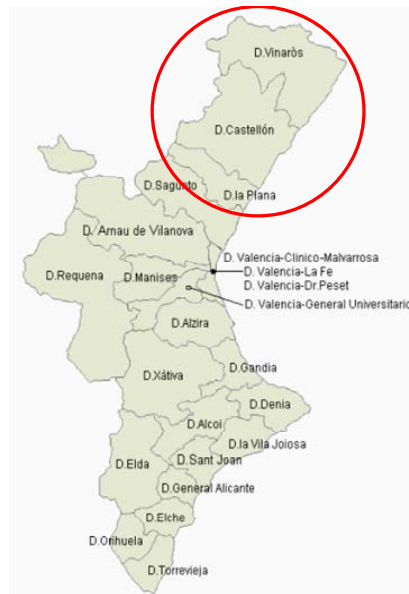 D.Vinaròs
D.Castellón
D.Sagunto
D.la Plana
D./Arnau de Vilanova
D. Valencia-Clinico-Malvarrosa
D. Valencia-La Fe
D. Valencia-Dr.Peset
D. Valencia-General Universitario
D.Requena
D.Manises
D.Alzira
D.Xátiva
D.Gandia
D.Denia
D.Alcoi
D.la Vila Joiosa
D.Elda
D.Sant Joan
D.General Alicante
D.Elche
D.Orihuela
D.Torrevieja